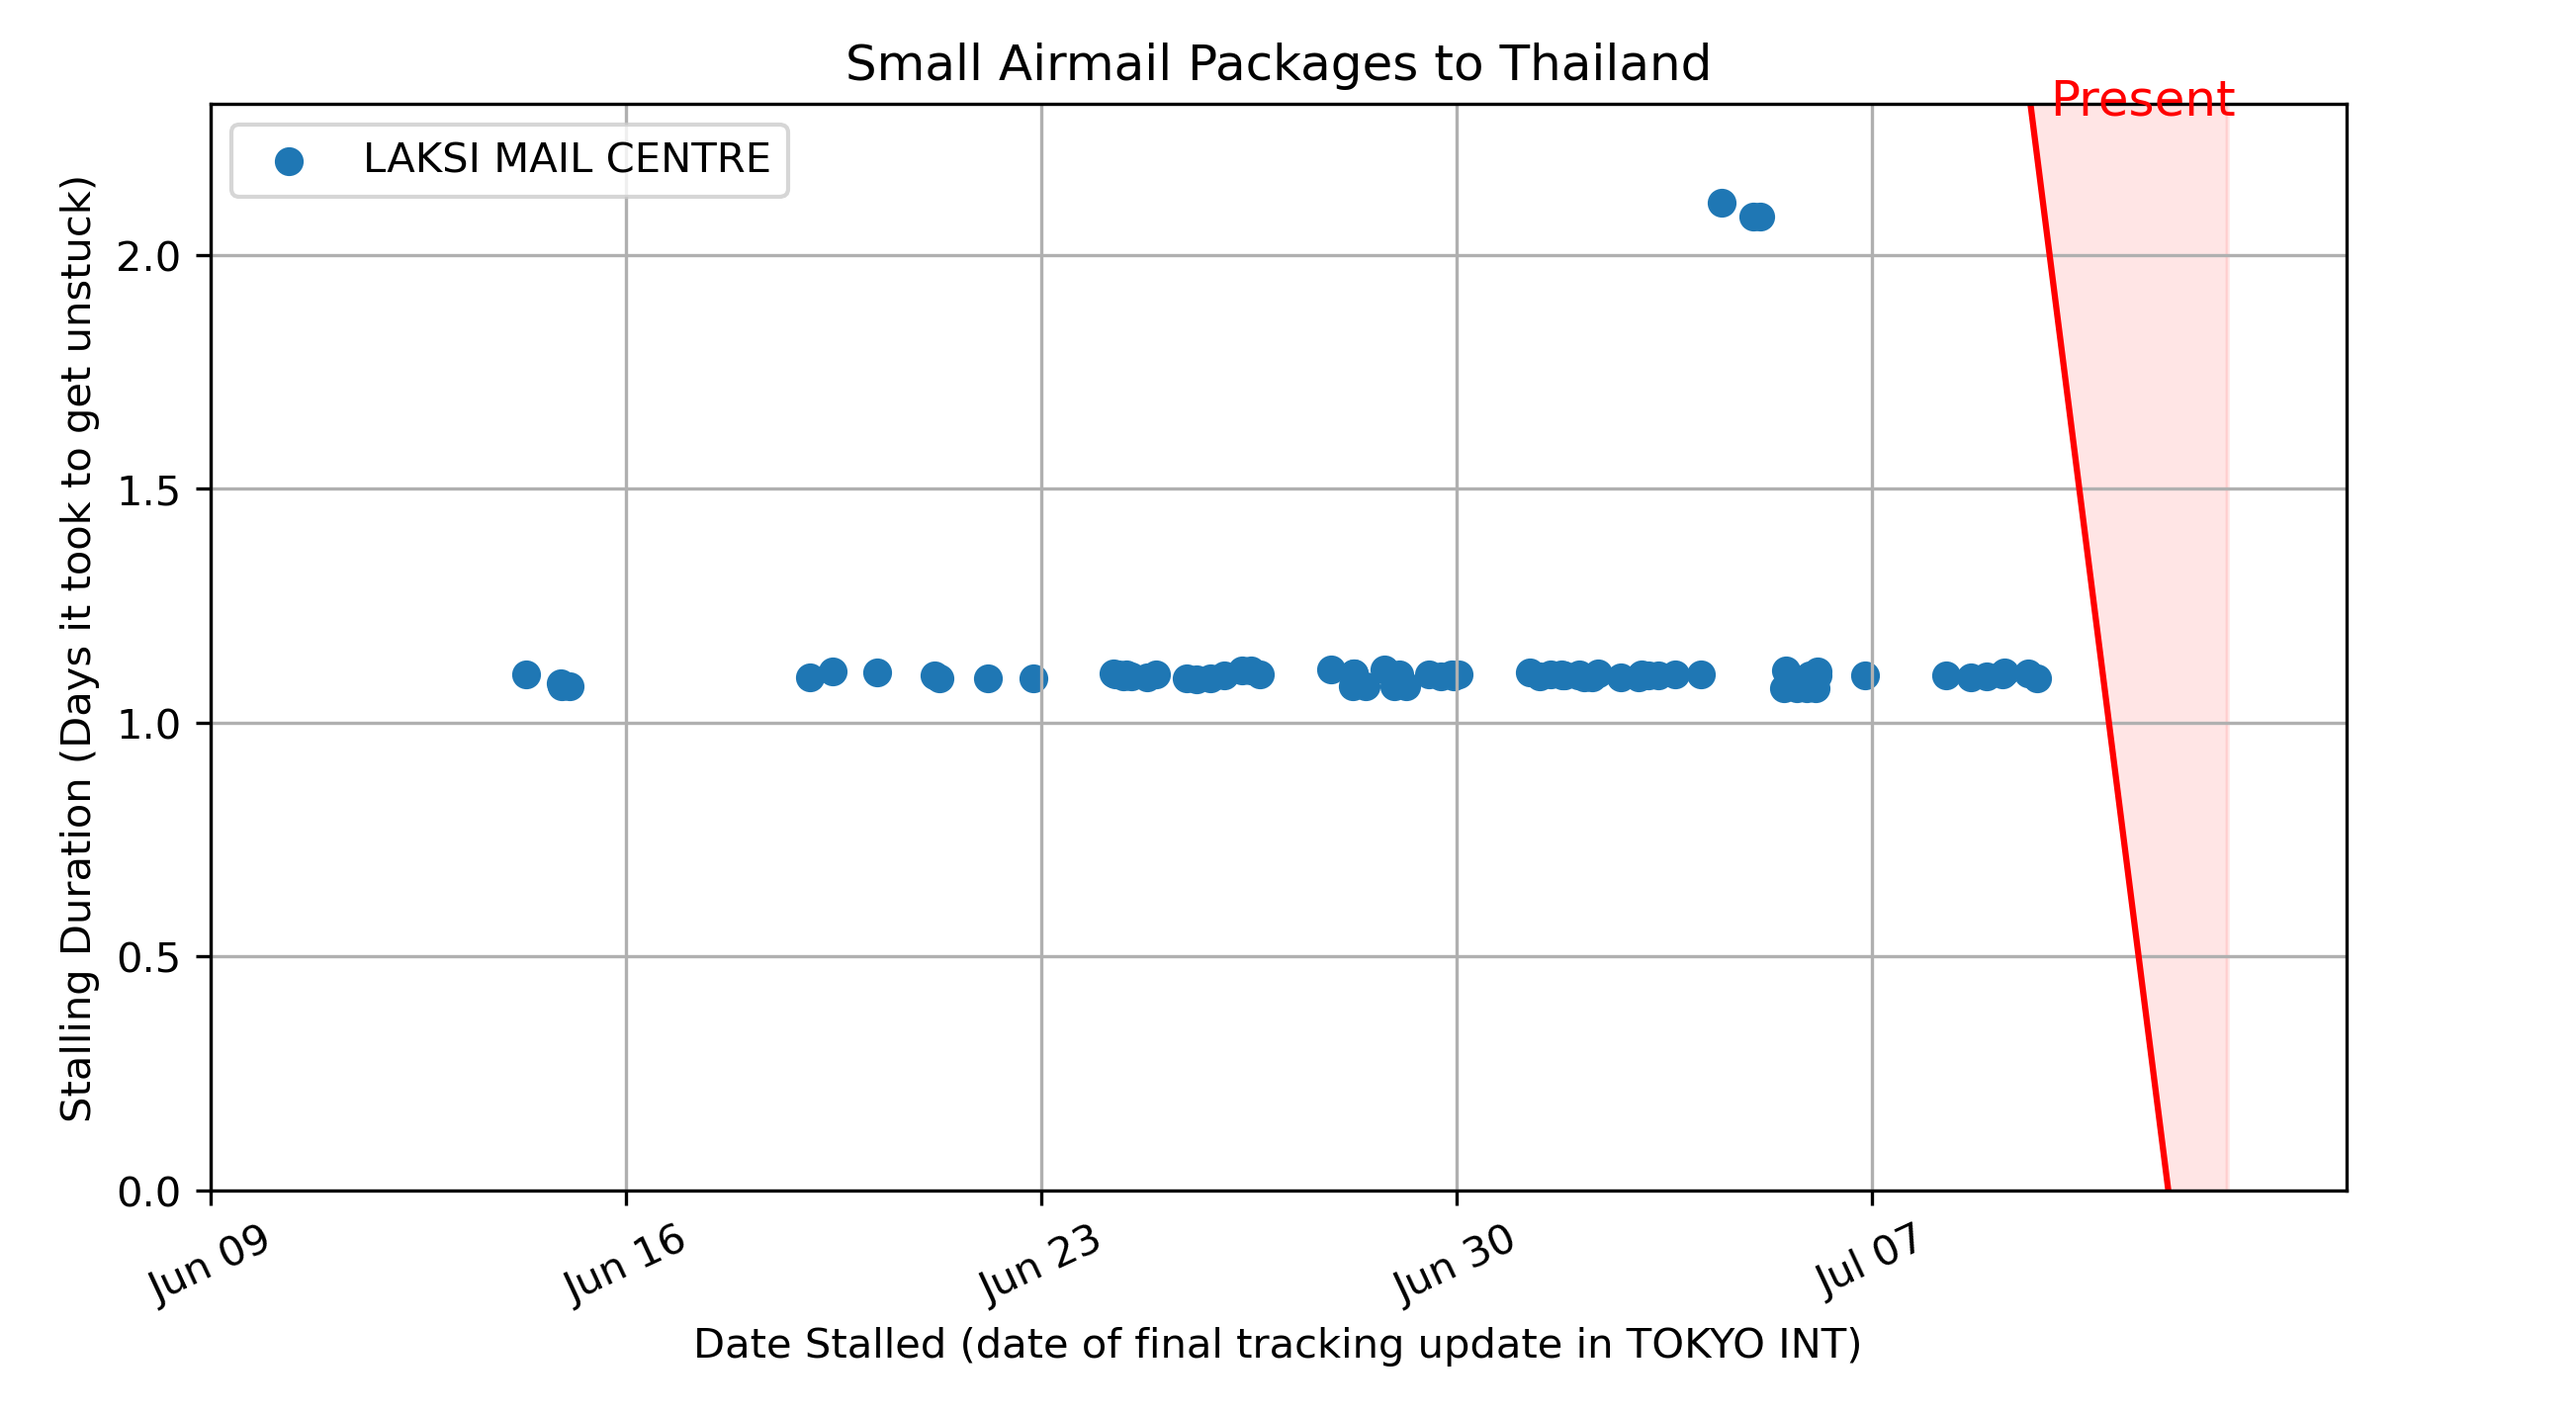 Small Airmail Packages to Thailand
Present
LAKSI MAIL CENTRE
Stalling Duration (Days it took to get unstuck)
2.0
1.5
1.0
0.5
0.0
Jun 09
Jun 16
Jun 23
Jun 30
Jul 07
Date Stalled (date of final tracking update in TOKYO INT)